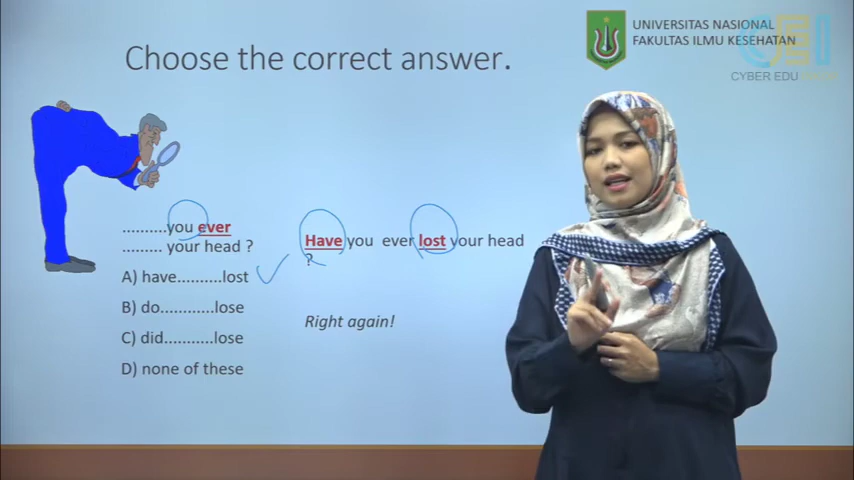 Choose the correct answer.
UNIVERSITAS NASIONAL
FAKULTAS ILMU KESEHATAN
CYBER EDU
..........you ever
.......... your head ?
A) have..........lost
B) do............lose
C) did...........lose
D) none of these
Have you ever lost your head
?
Right again!